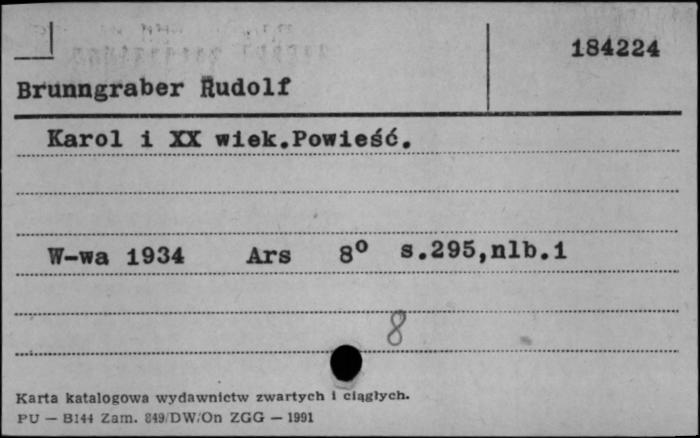 184224
Brunngraber Rudolf
Karol i XX wiek.Powieść.
W-wa 1934 Ars 8° s.295,nlb.1
8
Karta katalogowa wydawnictw zwartych i ciągłych.
PU — B144 Zam. 849/DW/On ZGG — 1991